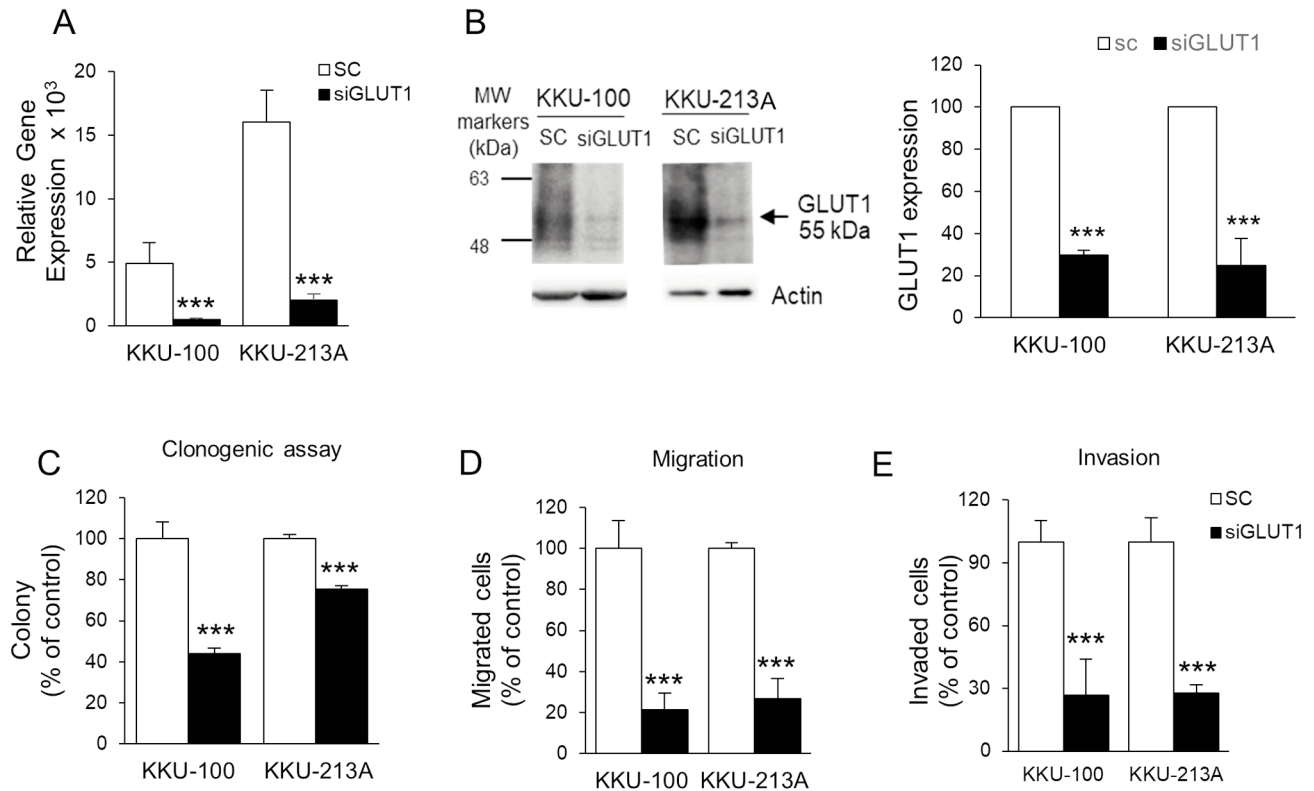 A
Relative Gene
Expression x 10³
20
15
10
5
0
SC
siGLUT1
***
***
KKU-100
KKU-213A
B
MW
markers
(kDa)
KKU-100
KKU-213A
SC siGLUT1
SC siGLUT1
63
48
GLUT1
55 kDa
Actin
sc siGLUT1
GLUT1 expression
120
100
80
60
40
20
0
***
***
KKU-100
KKU-213A
C
Clonogenic assay
Colony
(% of control)
120
100
80
60
40
20
0
***
***
KKU-100
KKU-213A
D
Migration
Migrated cells
(% of control)
120
100
80
60
40
20
0
***
***
KKU-100 KKU-213A
E
Invasion
Invaded cells
(% of control)
120
90
60
30
0
SC
siGLUT1
***
***
KKU-100
KKU-213A